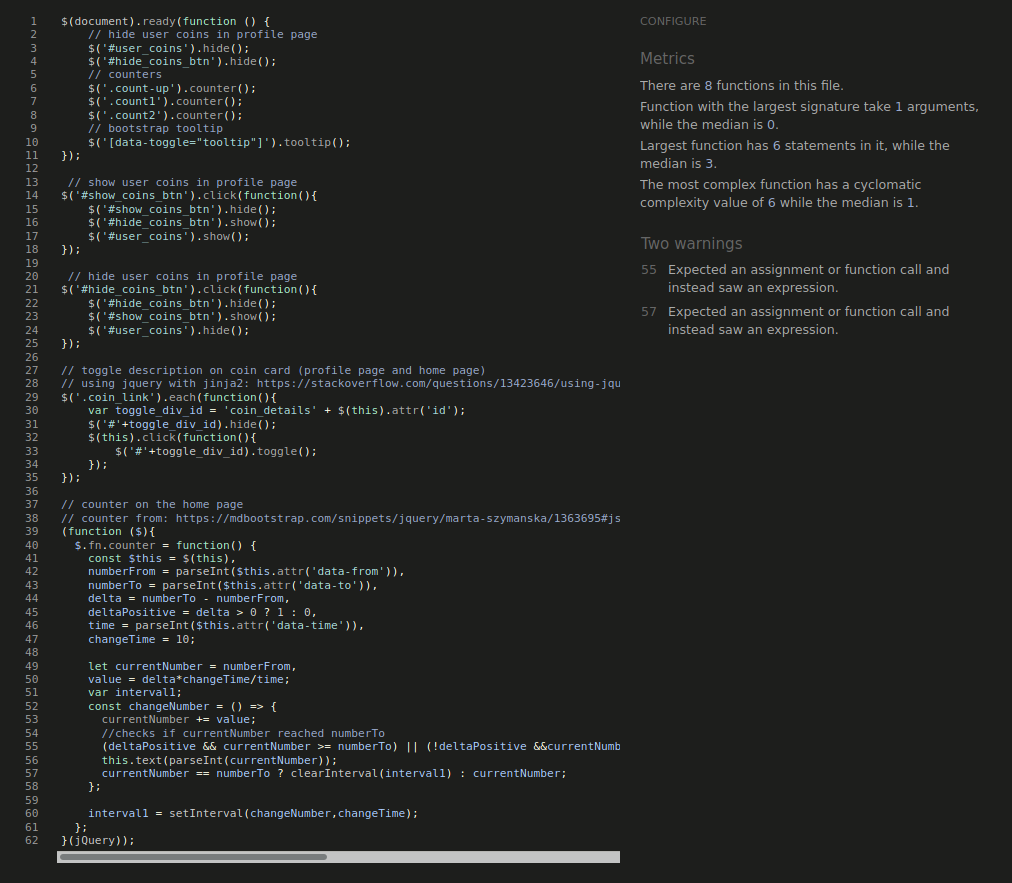 1 $(document).ready(function () {
2 // hide user coins in profile page
3 $('#user_coins').hide();
4 $('#hide_coins_btn').hide();
5 // counters
6 $('.count-up').counter();
7 $('.count1').counter();
8 $('.count2').counter();
9 // bootstrap tooltip
10 $('[data-toggle="tooltip"]').tooltip();
11 });
12
13 // show user coins in profile page
14 $('#show_coins_btn').click(function(){
15 $('#show_coins_btn').hide();
16 $('#hide_coins_btn').show();
17 $('#user_coins').show();
18 });
19
20 // hide user coins in profile page
21 $('#hide_coins_btn').click(function(){
22 $('#hide_coins_btn').hide();
23 $('#show_coins_btn').show();
24 $('#user_coins').hide();
25 });
26
27 // toggle description on coin card (profile page and home page)
28 // using jquery with jinja2: https://stackoverflow.com/questions/13423646/using-jqu
29 $('.coin_link').each(function(){
30 var toggle_div_id = 'coin_details' + $(this).attr('id');
31 $('#'+toggle_div_id).hide();
32 $(this).click(function(){
33 $('#'+toggle_div_id).toggle();
34 });
35 });
36
37 // counter on the home page
38 // counter from: https://mdbootstrap.com/snippets/jquery/marta-szymanska/1363695#js
39 (function ($){
40 $.fn.counter = function() {
41 const $this = $(this),
42 numberFrom = parseInt($this.attr('data-from')),
43 numberTo = parseInt($this.attr('data-to')),
44 delta = numberTo - numberFrom,
45 deltaPositive = delta > 0 ? 1 : 0,
46 time = parseInt($this.attr('data-time')),
47 changeTime = 10;
48
49 let currentNumber = numberFrom,
50 value = delta*changeTime/time;
51 var interval1;
52 const changeNumber = () => {
53 currentNumber += value;
54 //checks if currentNumber reached numberTo
55 (deltaPositive && currentNumber >= numberTo) || (!deltaPositive &&currentNumb
56 this.text(parseInt(currentNumber));
57 currentNumber == numberTo ? clearInterval(interval1) : currentNumber;
58 };
59
60 interval1 = setInterval(changeNumber,changeTime);
61 };
62 }(jQuery));
CONFIGURE
Metrics
There are 8 functions in this file.
Function with the largest signature take 1 arguments,
while the median is 0.
Largest function has 6 statements in it, while the
median is 3.
The most complex function has a cyclomatic
complexity value of 6 while the median is 1.
Two warnings
55 Expected an assignment or function call and
instead saw an expression.
57 Expected an assignment or function call and
instead saw an expression.